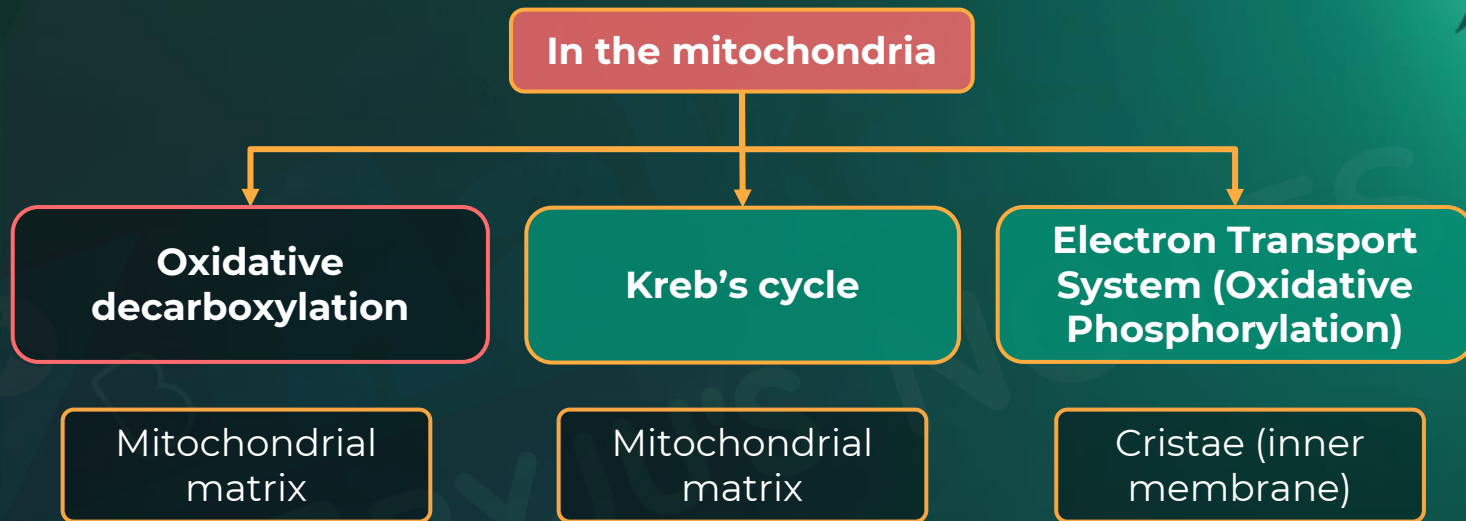 In the mitochondria
Oxidative
decarboxylation
Kreb’s cycle
Electron Transport
System (Oxidative
Phosphorylation)
Mitochondrial
matrix
Mitochondrial
matrix
Cristae (inner
membrane)